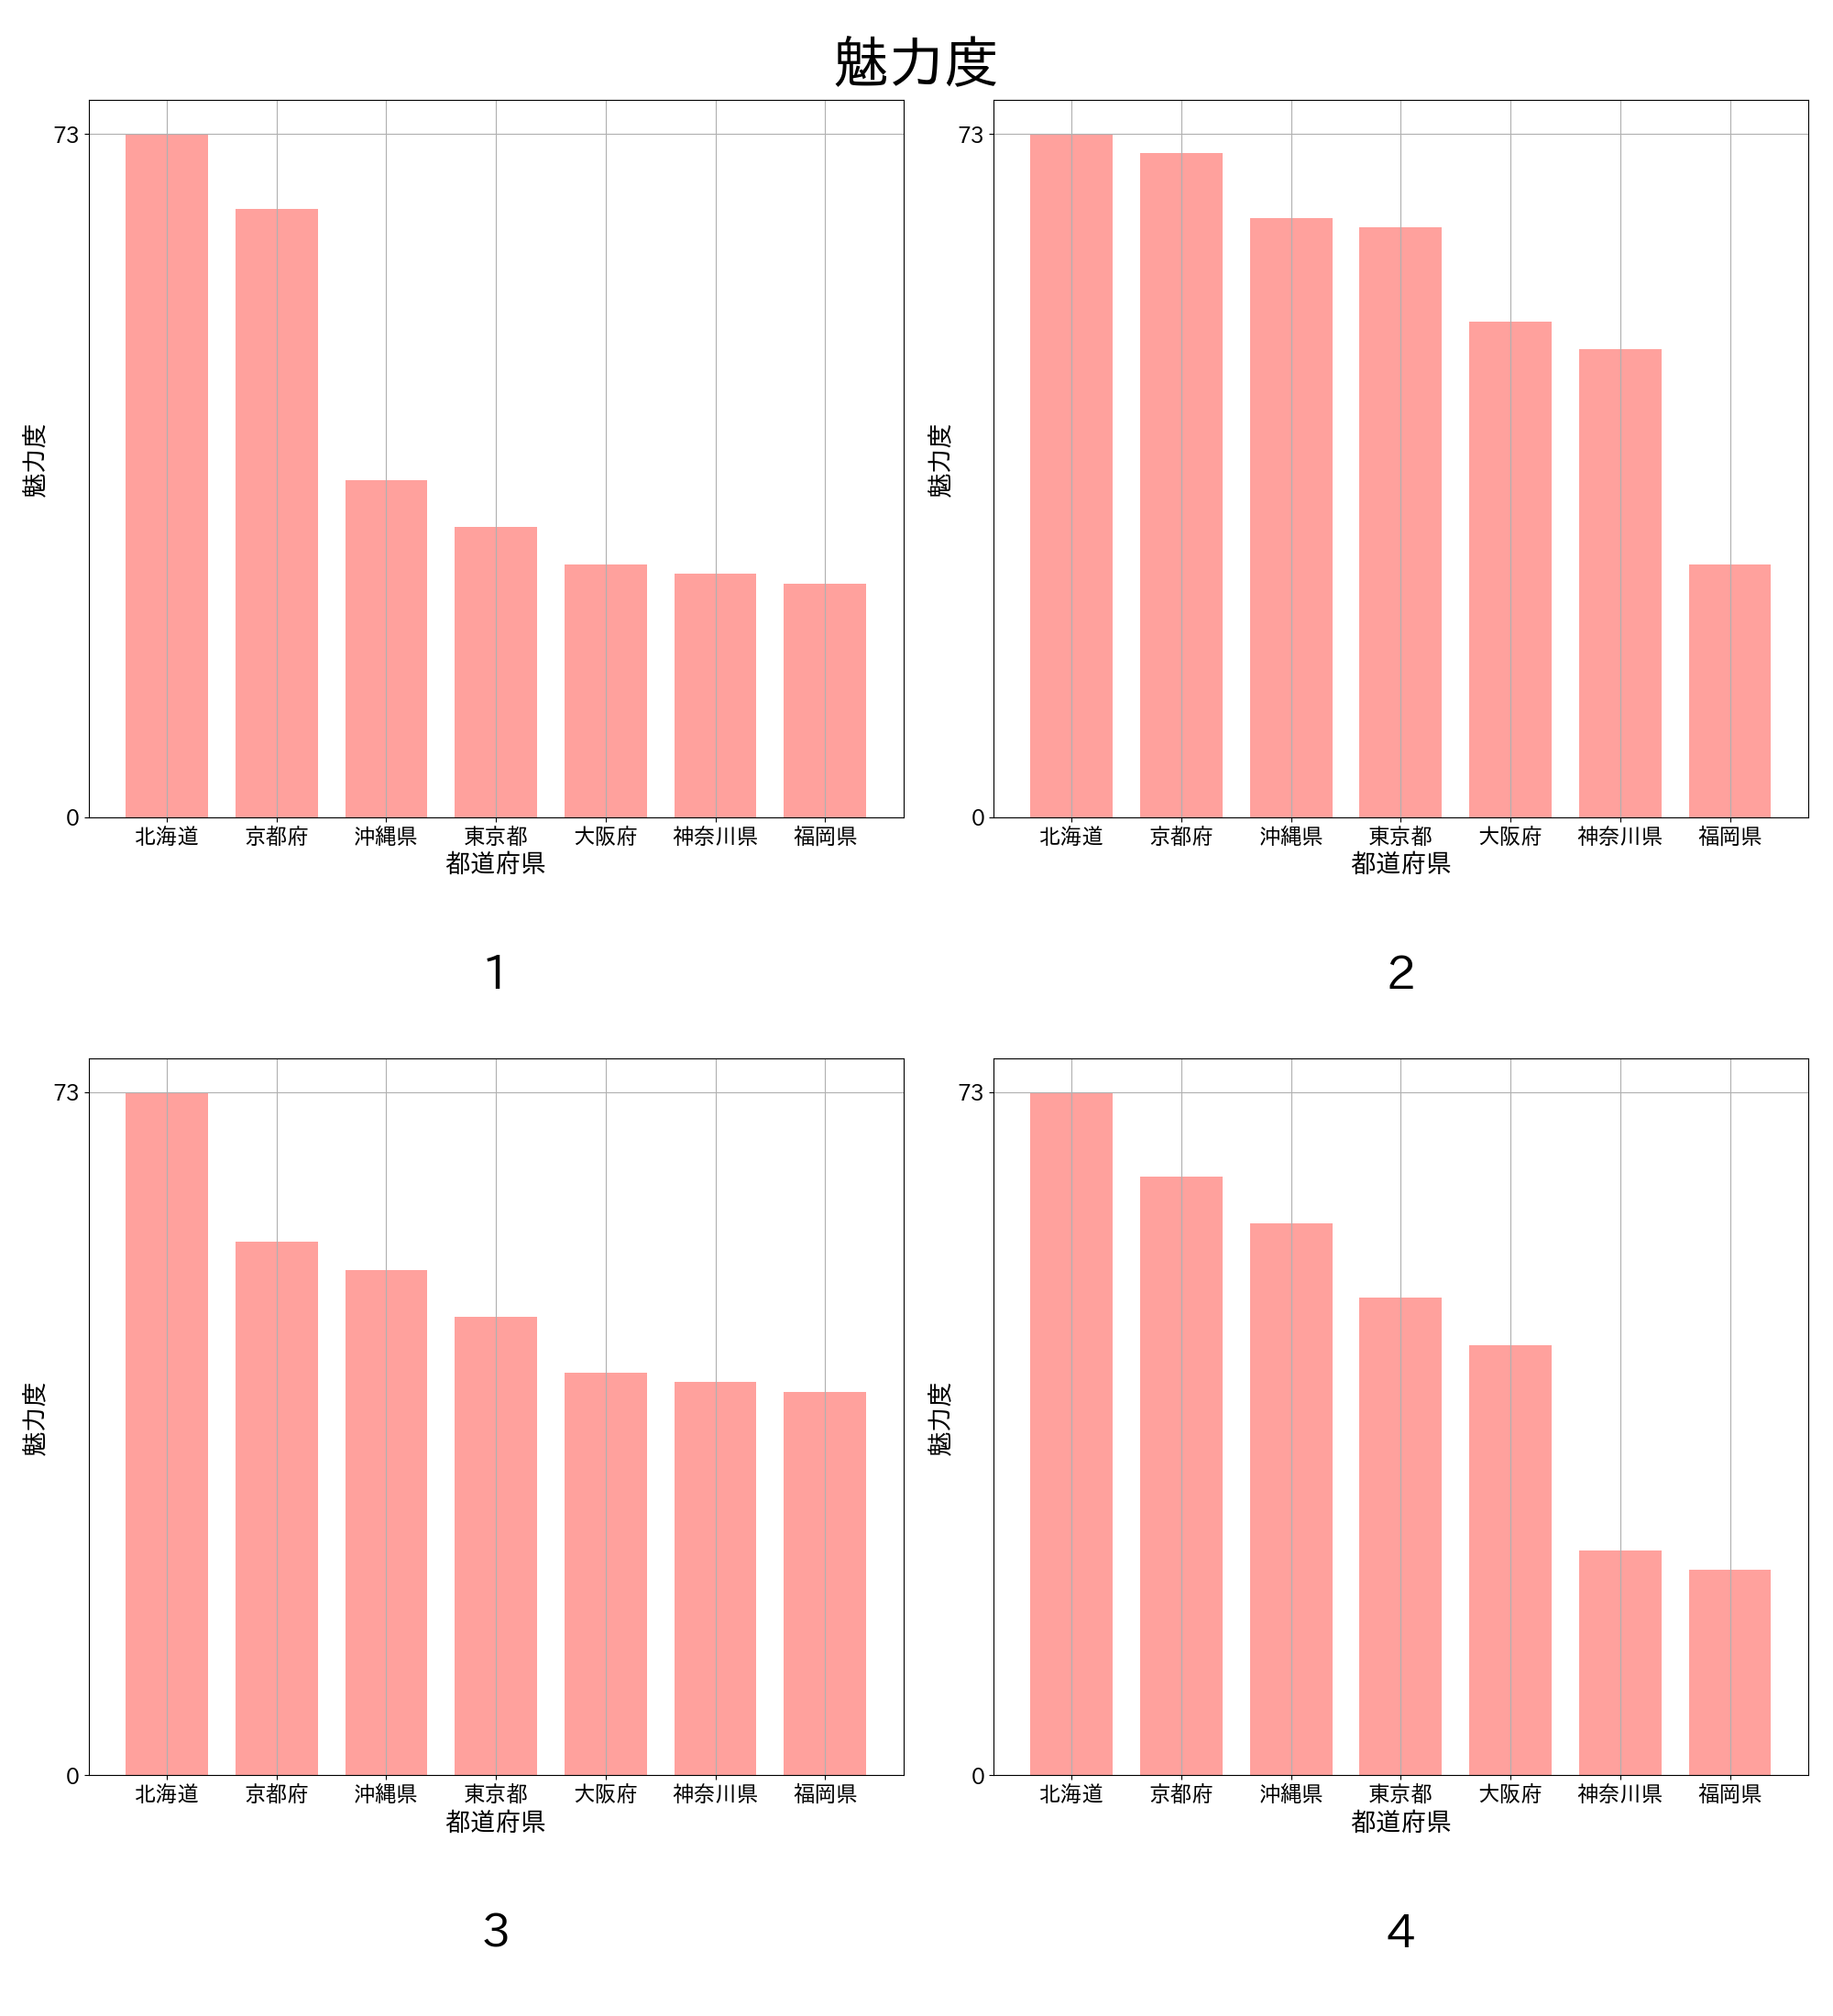 魅力度
73
0
魅力度
北海道 京都府 沖縄県 東京都 大阪府 神奈川県 福岡県
都道府県
1
73
0
魅力度
北海道 京都府 沖縄県 東京都 大阪府 神奈川県 福岡県
都道府県
2
73
0
魅力度
北海道 京都府 沖縄県 東京都 大阪府 神奈川県 福岡県
都道府県
3
73
0
魅力度
北海道 京都府 沖縄県 東京都 大阪府 神奈川県 福岡県
都道府県
4